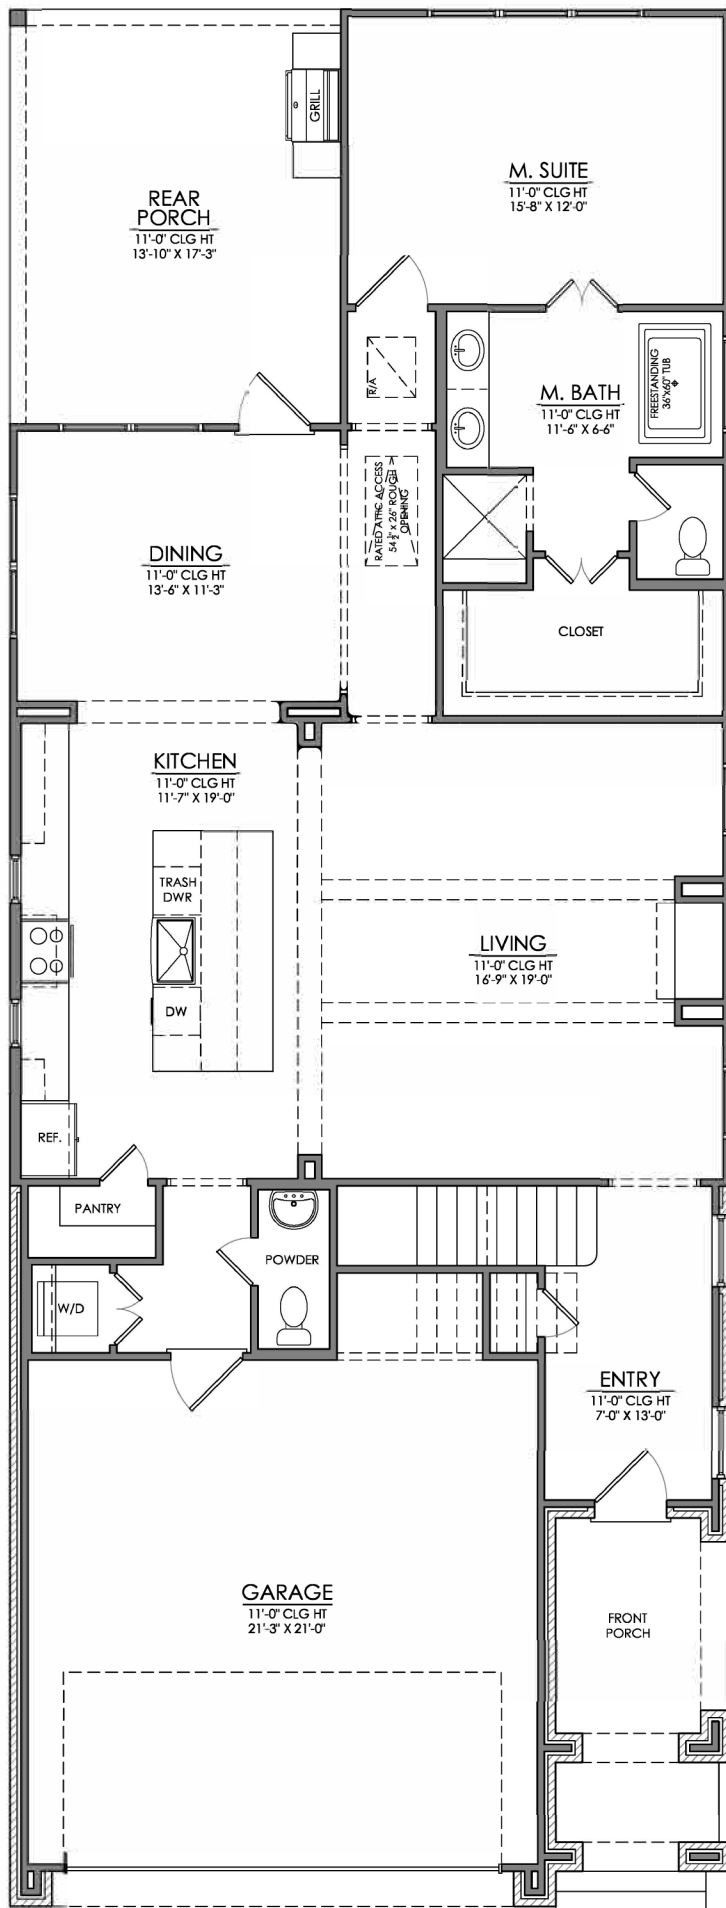 GRILL
M. SUITE
11'-0" CLG HT
15'-8" X 12'-0"
REAR
PORCH
11'-0" CLG HT
13'-10" X 17'-3"
R/A
M. BATH
11'-0" CLG HT
11'-6" X 6-6"
FREESTANDING
36"x60" TUB
RATED ATTIC ACCESS
54 1/2" x 26" ROUGH
OPENING
DINING
11'-0" CLG HT
13'-6" X 11'-3"
CLOSET
KITCHEN
11'-0" CLG HT
11'-7" X 19'-0"
TRASH
DWR
LIVING
11'-0" CLG HT
16'-9" X 19'-0"
DW
REF.
PANTRY
POWDER
W/D
ENTRY
11'-0" CLG HT
7'-0" X 13'-0"
GARAGE
11'-0" CLG HT
21'-3" X 21'-0"
FRONT
PORCH